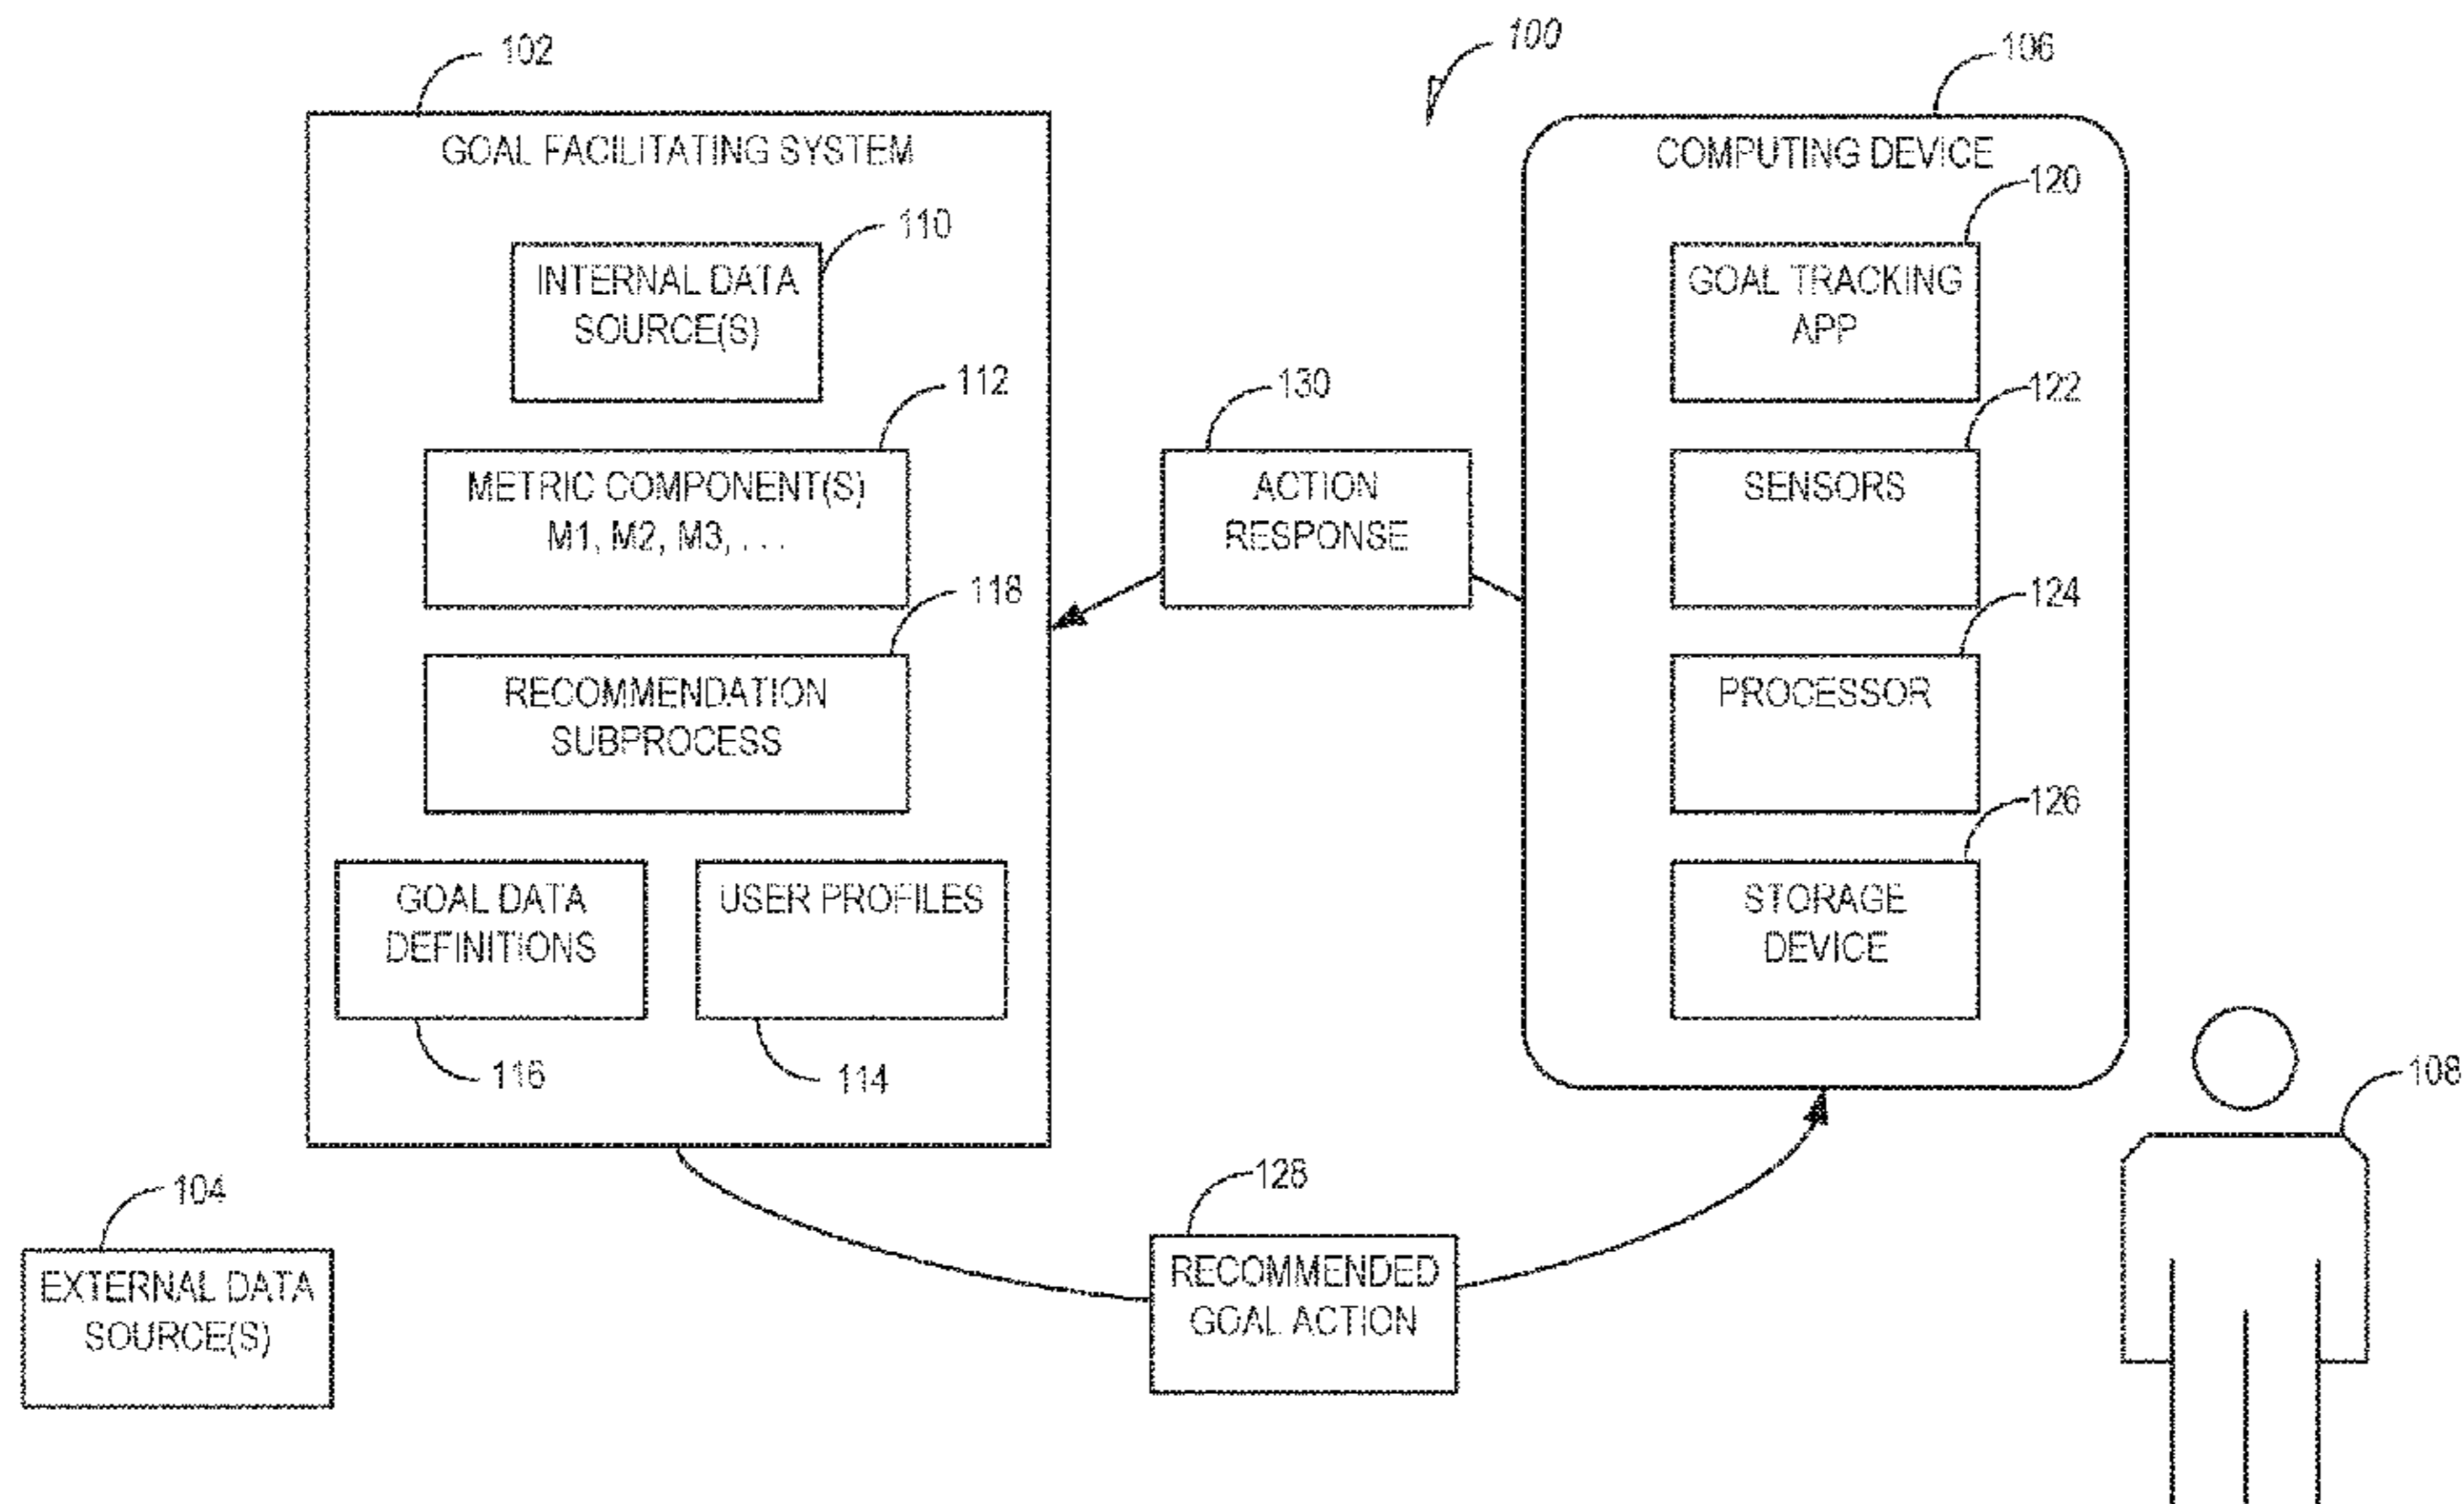 100
102
GOAL FACILITATING SYSTEM
110
INTERNAL DATA
SOURCE(S)
112
METRIC COMPONENT(S)
M1, M2, M3, . . .
118
RECOMMENDATION
SUBPROCESS
GOAL DATA
DEFINITIONS
116
USER PROFILES
114
130
ACTION
RESPONSE
106
COMPUTING DEVICE
120
GOAL TRACKING
APP
122
SENSORS
124
PROCESSOR
126
STORAGE
DEVICE
108
104
EXTERNAL DATA
SOURCE(S)
128
RECOMMENDED
GOAL ACTION